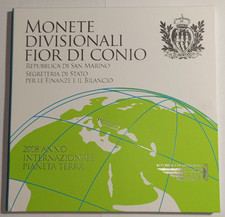 MONETE
DIVISIONALI
FIOR DI CONIO
REPUBBLICA DI SAN MARINO
SEGRETERIA DI STATO
PER LE FINANZE E IL BILANCIO
2008 ANNO
INTERNAZIONALE
PIANETA TERRA